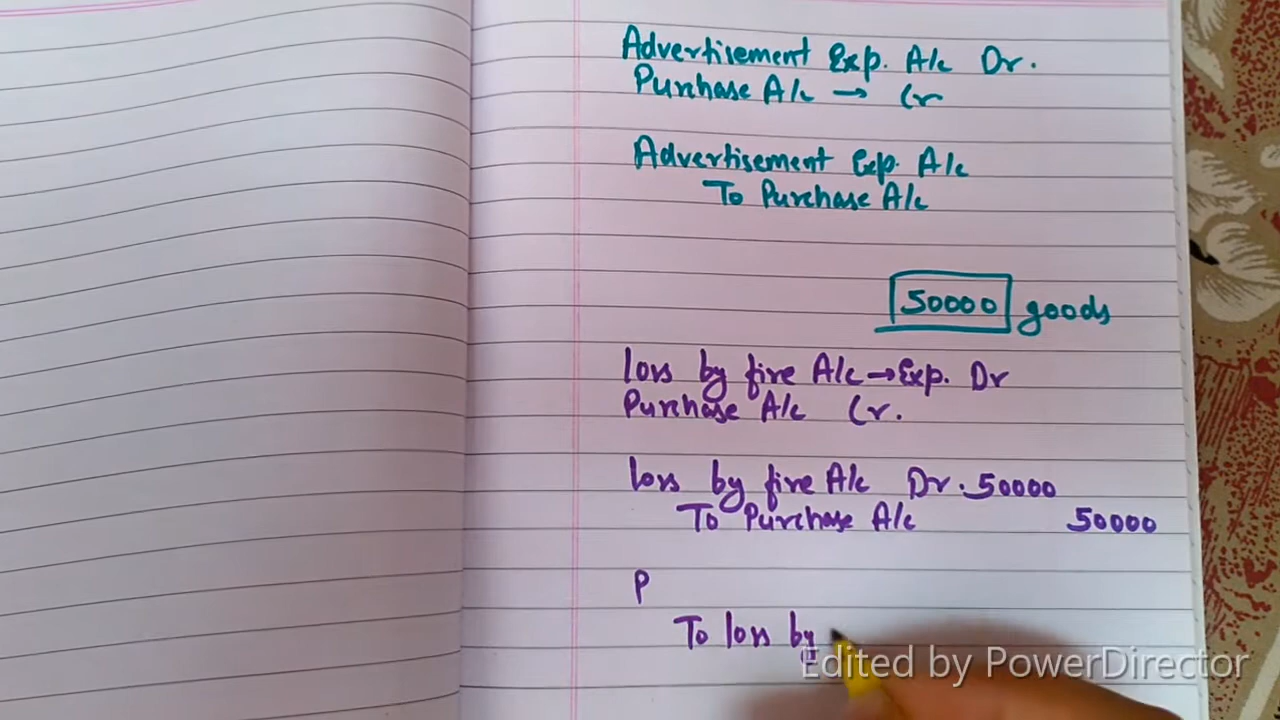 Advertisement Exp. A/c Dr.
Purchase A/c → Cr
Advertisement Exp. A/c
To Purchase A/c
50000 goods
loss by fire A/c → Exp. Dr
Purchase A/c Cr.
loss by fire A/c Dr. 50000
To Purchase A/c 50000
P
To loss by
Edited by PowerDirector